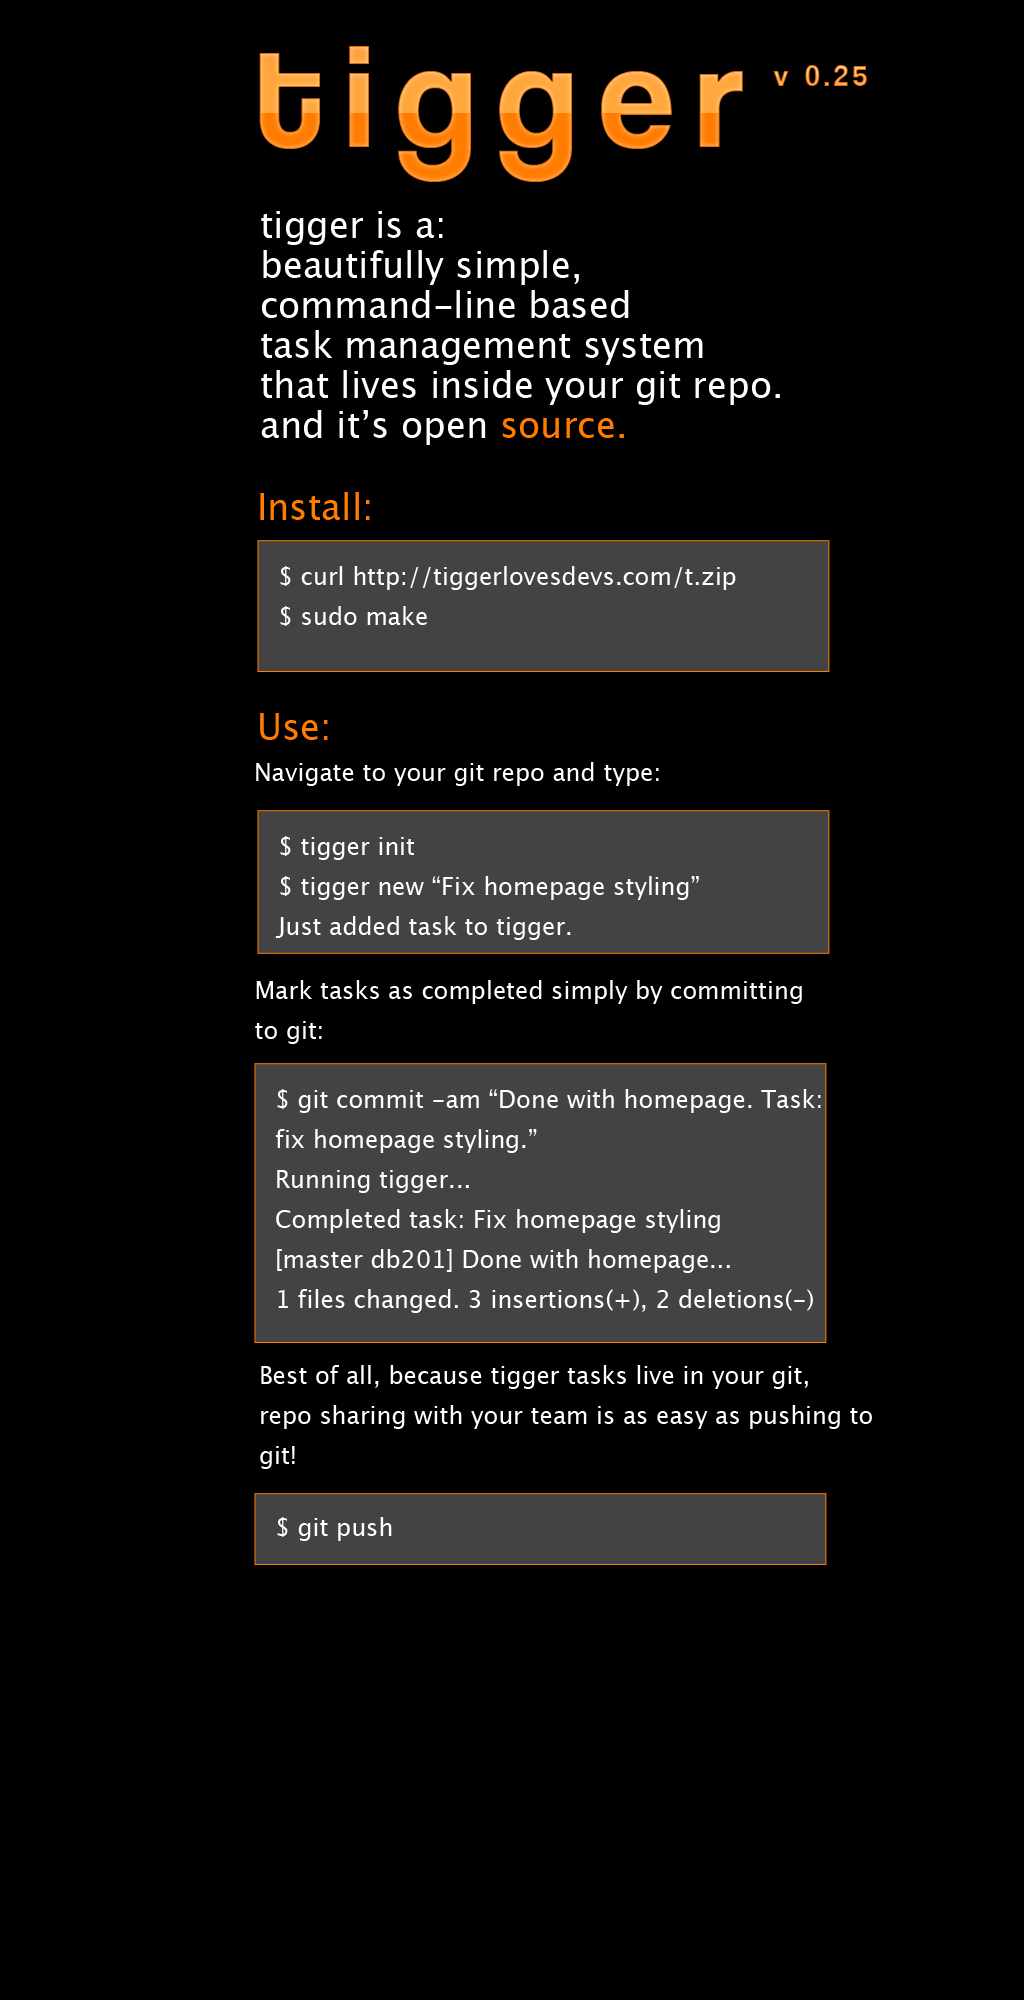 tigger v 0.25
tigger is a:
beautifully simple,
command-line based
task management system
that lives inside your git repo.
and it’s open source.
Install:
$ curl http://tiggerlovesdevs.com/t.zip
$ sudo make
Use:
Navigate to your git repo and type:
$ tigger init
$ tigger new “Fix homepage styling”
Just added task to tigger.
Mark tasks as completed simply by committing
to git:
$ git commit -am “Done with homepage. Task:
fix homepage styling.”
Running tigger...
Completed task: Fix homepage styling
[master db201] Done with homepage...
1 files changed. 3 insertions(+), 2 deletions(-)
Best of all, because tigger tasks live in your git,
repo sharing with your team is as easy as pushing to
git!
$ git push